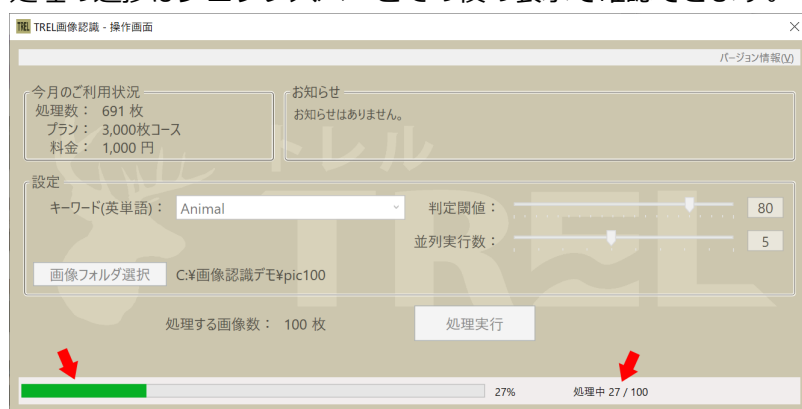 TREL TREL画像認識 - 操作画面
バージョン情報(V)
今月のご利用状況
処理数： 691 枚
プラン： 3,000枚コース
料金： 1,000 円
お知らせ
お知らせはありません。
トレル
TREL
設定
キーワード(英単語)： Animal
判定閾値： 80
並列実行数： 5
画像フォルダ選択 C:¥画像認識デモ¥pic100
処理する画像数： 100 枚
処理実行
27% 処理中 27 / 100